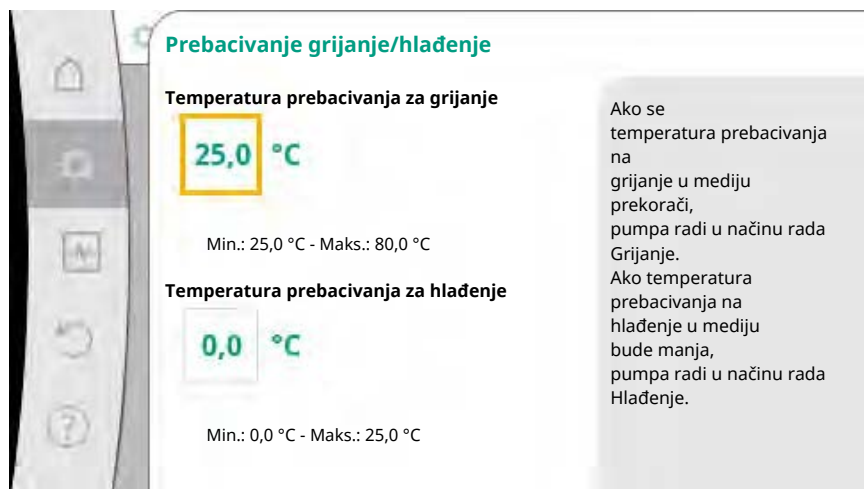 Prebacivanje grijanje/hlađenje
Temperatura prebacivanja za grijanje
25,0 °C
Min.: 25,0 °C - Maks.: 80,0 °C
Temperatura prebacivanja za hlađenje
0,0 °C
Min.: 0,0 °C - Maks.: 25,0 °C
Ako se
temperatura prebacivanja
na
grijanje u mediju
prekorači,
pumpa radi u načinu rada
Grijanje.
Ako temperatura
prebacivanja na
hlađenje u mediju
bude manja,
pumpa radi u načinu rada
Hlađenje.